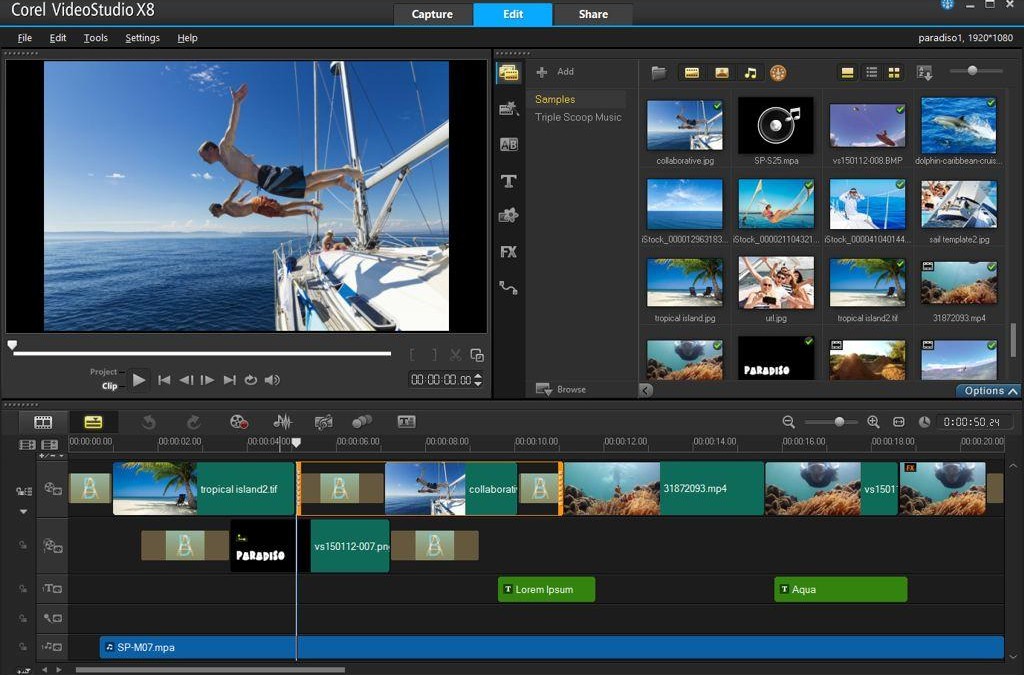 Corel VideoStudio X8
Capture
Edit
Share
File Edit Tools Settings Help
paradiso1, 1920*1080
Add
Samples
Triple Scoop Music
collaborative.jpg
SP-S25.mpa
vs150112-008.BMP
dolphin-caribbean-cruis...
iStock_000012963183...
iStock_000021104321...
iStock_000041040144...
sail template2.jpg
AB
T
FX
tropical island.jpg
url.jpg
tropical island2.tif
31872093.mp4
PARADISO
Project
Clip
00:00:00.00
Browse
Options
0:00:50.24
00:00:00.00 00:00:02.00 00:00:04.00 00:00:06.00 00:00:08.00 00:00:10.00 00:00:12.00 00:00:14.00 00:00:16.00 00:00:18.00 00:00:20.00
B
tropical island2.tif
B
collaborati
B
31872093.mp4
vs1501
FX
B
PARADISO
vs150112-007.pn
B
T Lorem Ipsum
T Aqua
SP-M07.mpa